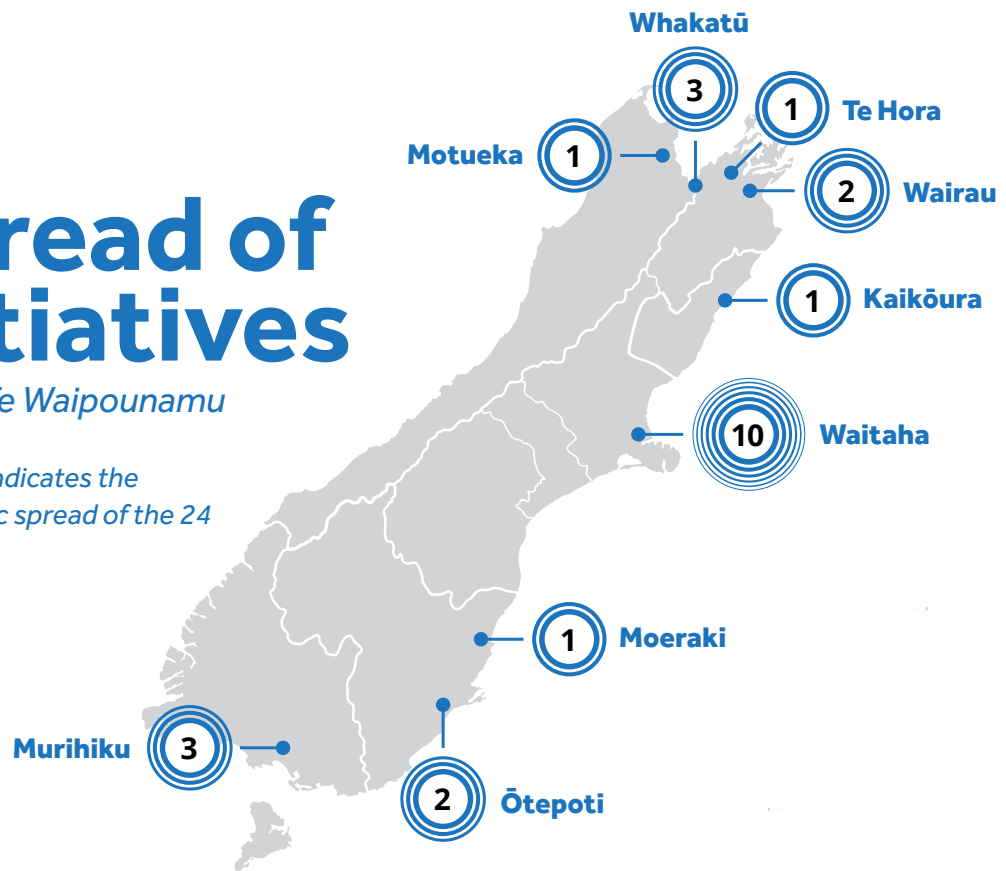 Whakatū
3
1
Te Hora
Motueka
1
2
Wairau
read of
tiatives
1
Kaikōura
e Waipounamu
10
Waitaha
ndicates the
c spread of the 24
1
Moeraki
Murihiku
3
2
Ōtepoti